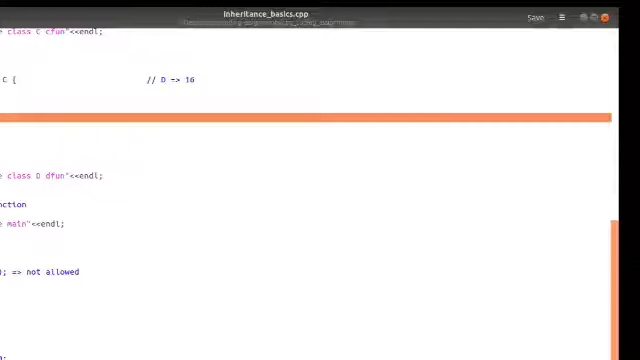 Inheritance_basics.cpp
Save
e class C cfun"<<endl;
C { // D => 16
e class D dfun"<<endl;
nction
e main"<<endl;
); => not allowed